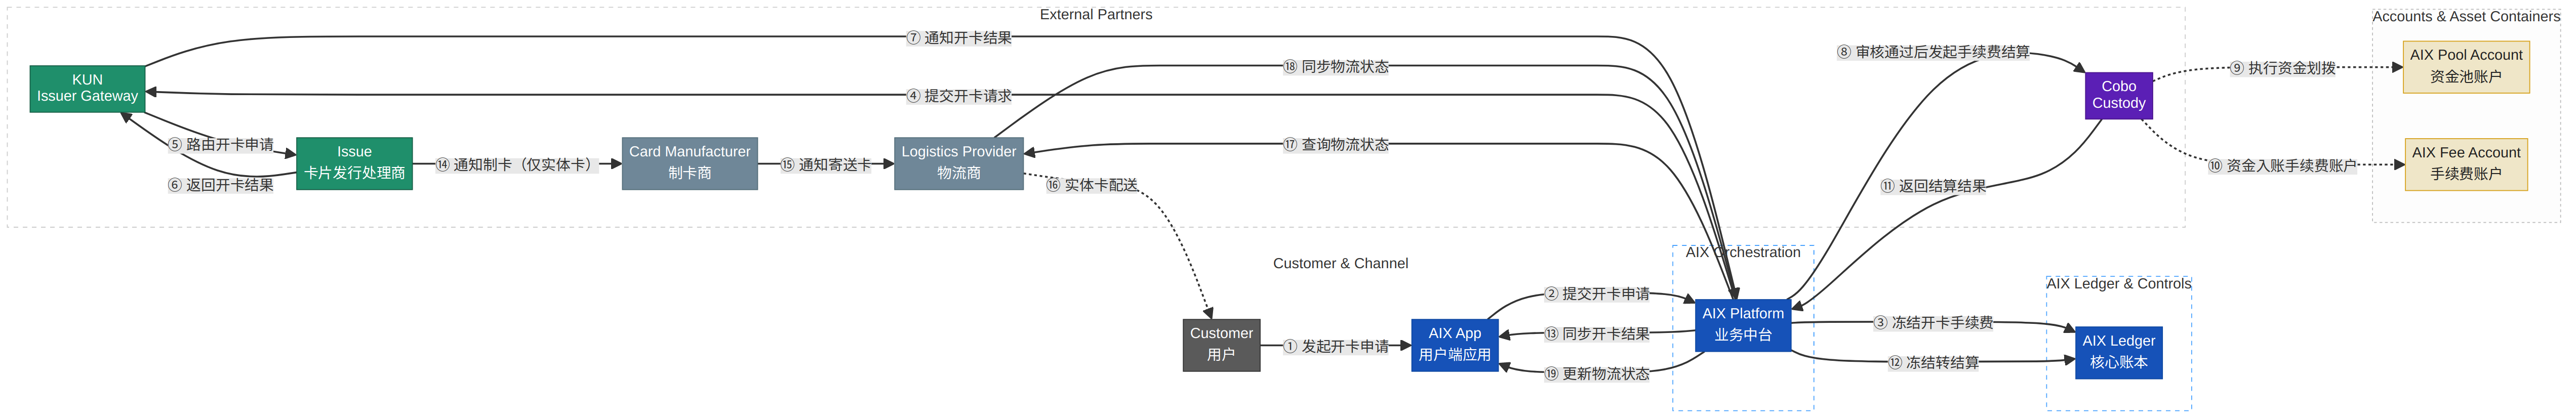 External Partners
Accounts & Asset Containers
⑦ 通知开卡结果
⑧ 审核通过后发起手续费结算
AIX Pool Account
资金池账户
⑱ 同步物流状态
⑨ 执行资金划拨
KUN
Issuer Gateway
④ 提交开卡请求
Cobo
Custody
⑤ 路由开卡申请
⑥ 返回开卡结果
Issue
卡片发行处理商
⑭ 通知制卡（仅实体卡）
Card Manufacturer
制卡商
⑮ 通知寄送卡
Logistics Provider
物流商
⑰ 查询物流状态
⑯ 实体卡配送
⑪ 返回结算结果
⑩ 资金入账手续费账户
AIX Fee Account
手续费账户
Customer & Channel
AIX Orchestration
AIX Ledger & Controls
Customer
用户
① 发起开卡申请
AIX App
用户端应用
② 提交开卡申请
⑬ 同步开卡结果
⑲ 更新物流状态
AIX Platform
业务中台
③ 冻结开卡手续费
⑫ 冻结转结算
AIX Ledger
核心账本